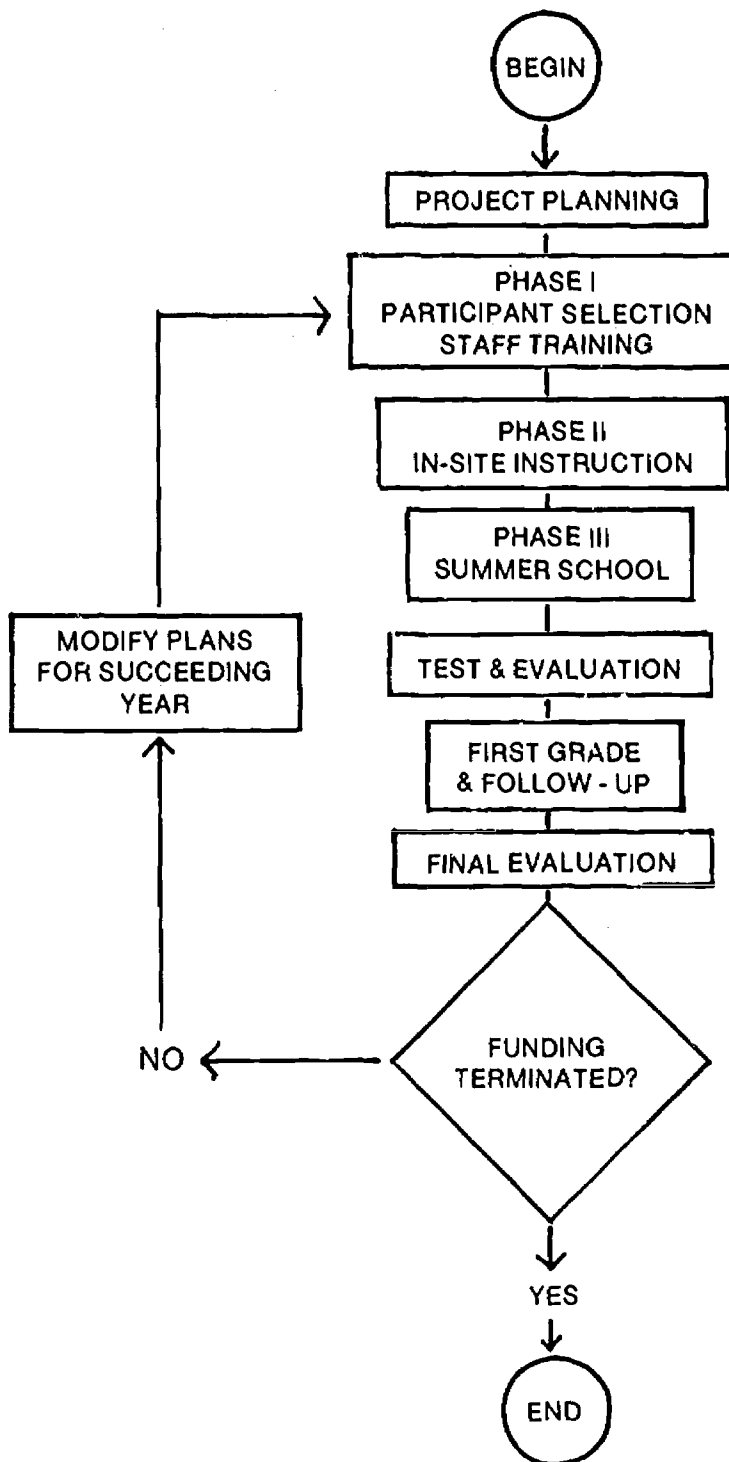 BEGIN
PROJECT PLANNING
PHASE I
PARTICIPANT SELECTION
STAFF TRAINING
PHASE II
IN-SITE INSTRUCTION
PHASE III
SUMMER SCHOOL
MODIFY PLANS
FOR SUCCEEDING
YEAR
TEST & EVALUATION
FIRST GRADE
& FOLLOW - UP
FINAL EVALUATION
FUNDING
TERMINATED?
NO
YES
END